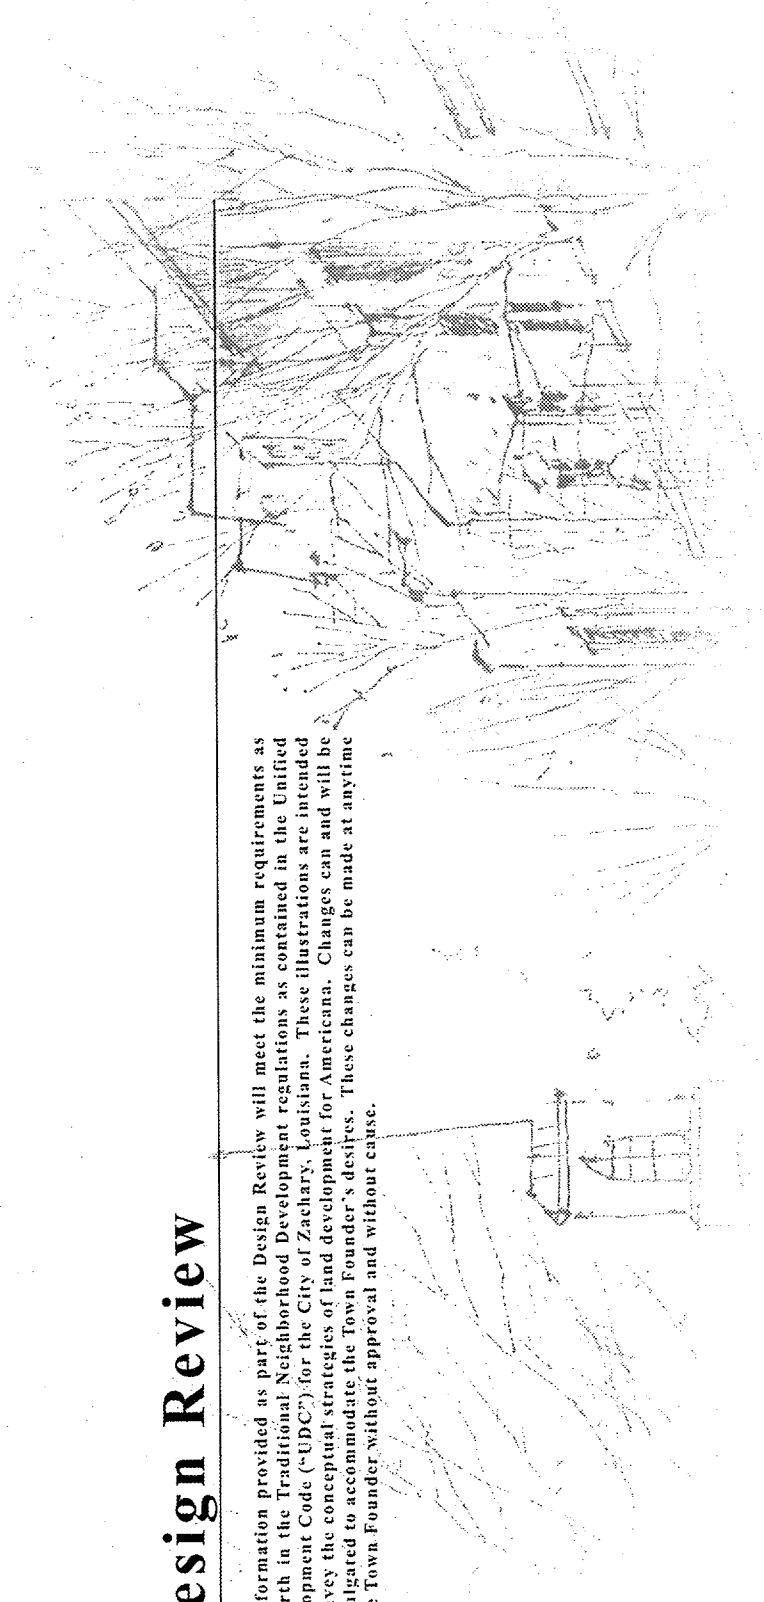 esign Review
formation provided as part of the Design Review will meet the minimum requirements as
rth in the Traditional Neighborhood Development regulations as contained in the Unified
opment Code (“UDC”) for the City of Zachary, Louisiana. These illustrations are intended
vey the conceptual strategies of land development for Americana. Changes can and will be
ulgated to accommodate the Town Founder's desires. These changes can be made at anytime
e Town Founder without approval and without cause.